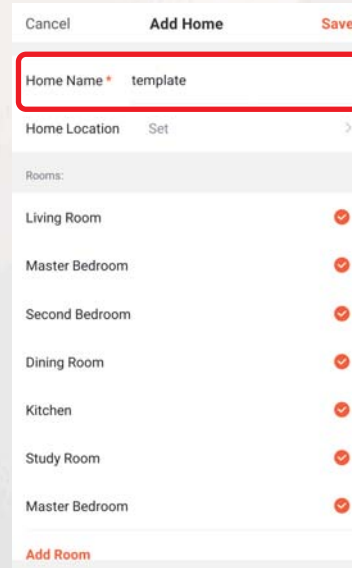 Cancel Add Home Save
Home Name * template
Home Location Set >
Rooms:
Living Room
Master Bedroom
Second Bedroom
Dining Room
Kitchen
Study Room
Master Bedroom
Add Room